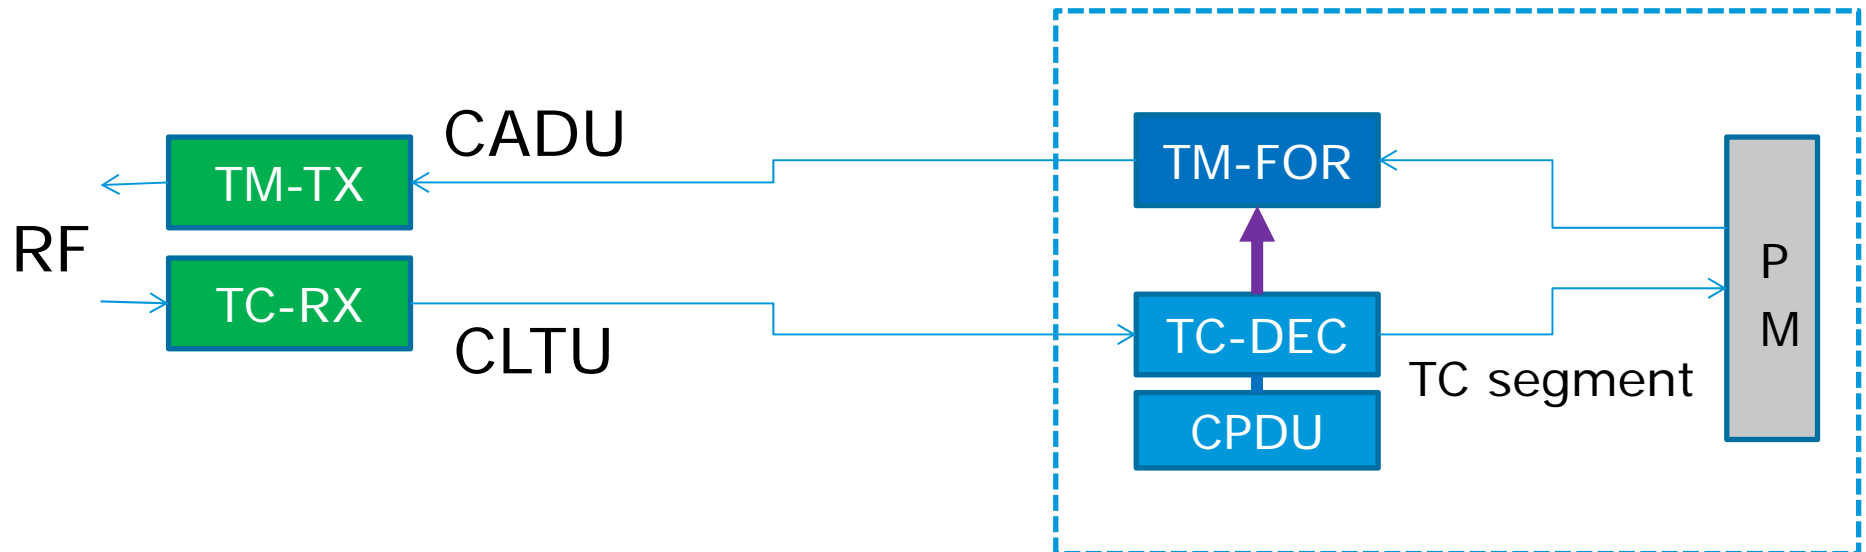 CADU
TM-TX
TM-FOR
RF
P
M
TC-RX
CLTU
TC-DEC
TC segment
CPDU